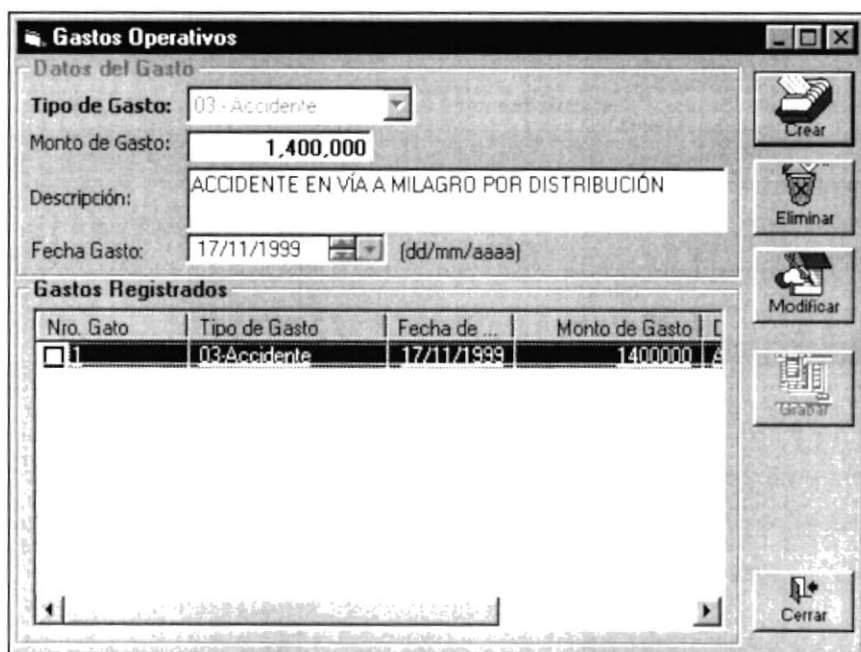 Gastos Operativos
Datos del Gasto
Tipo de Gasto: 03 - Accidente
Monto de Gasto: 1,400,000
Descripción: ACCIDENTE EN VÍA A MILAGRO POR DISTRIBUCIÓN
Fecha Gasto: 17/11/1999 (dd/mm/aaaa)
Gastos Registrados
Nro. Gato Tipo de Gasto Fecha de ... Monto de Gasto D
1 03-Accidente 17/11/1999 1400000 A
Crear
Eliminar
Modificar
Grabar
Cerrar